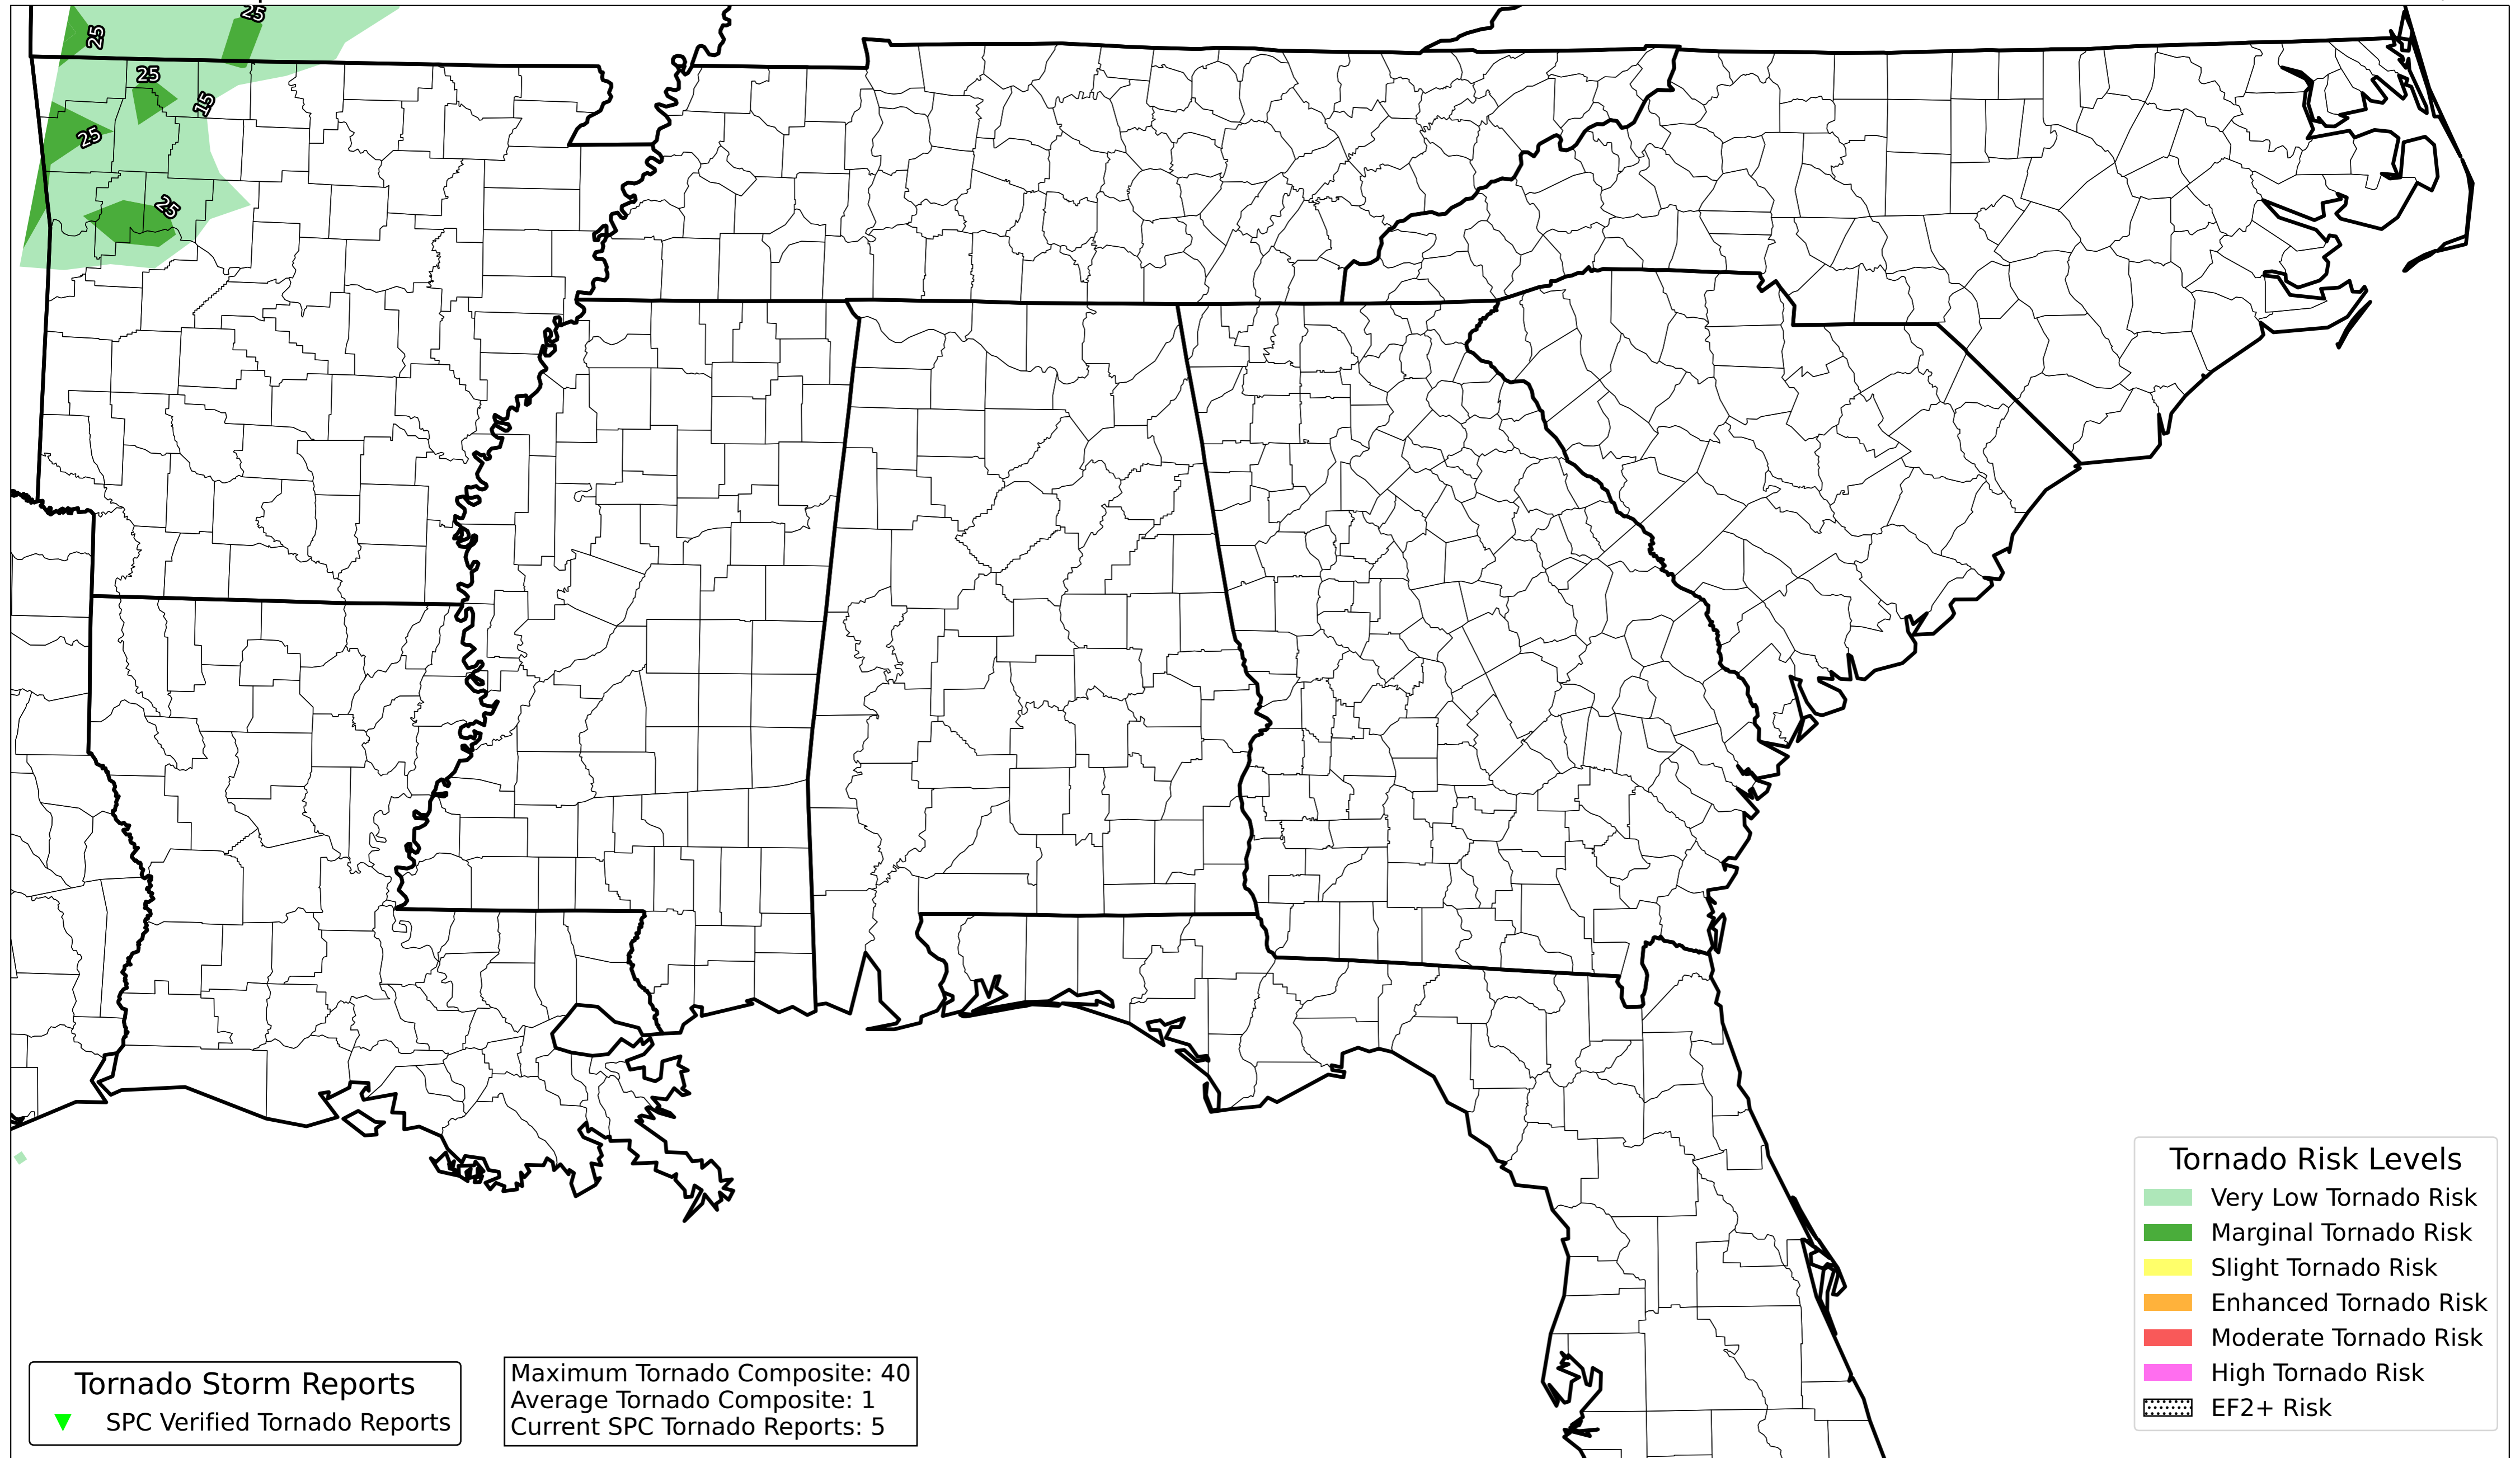 25
25
25
15
25
25
Tornado Risk Levels
Very Low Tornado Risk
Marginal Tornado Risk
Slight Tornado Risk
Enhanced Tornado Risk
Moderate Tornado Risk
High Tornado Risk
EF2+ Risk
Tornado Storm Reports
SPC Verified Tornado Reports
Maximum Tornado Composite: 40
Average Tornado Composite: 1
Current SPC Tornado Reports: 5